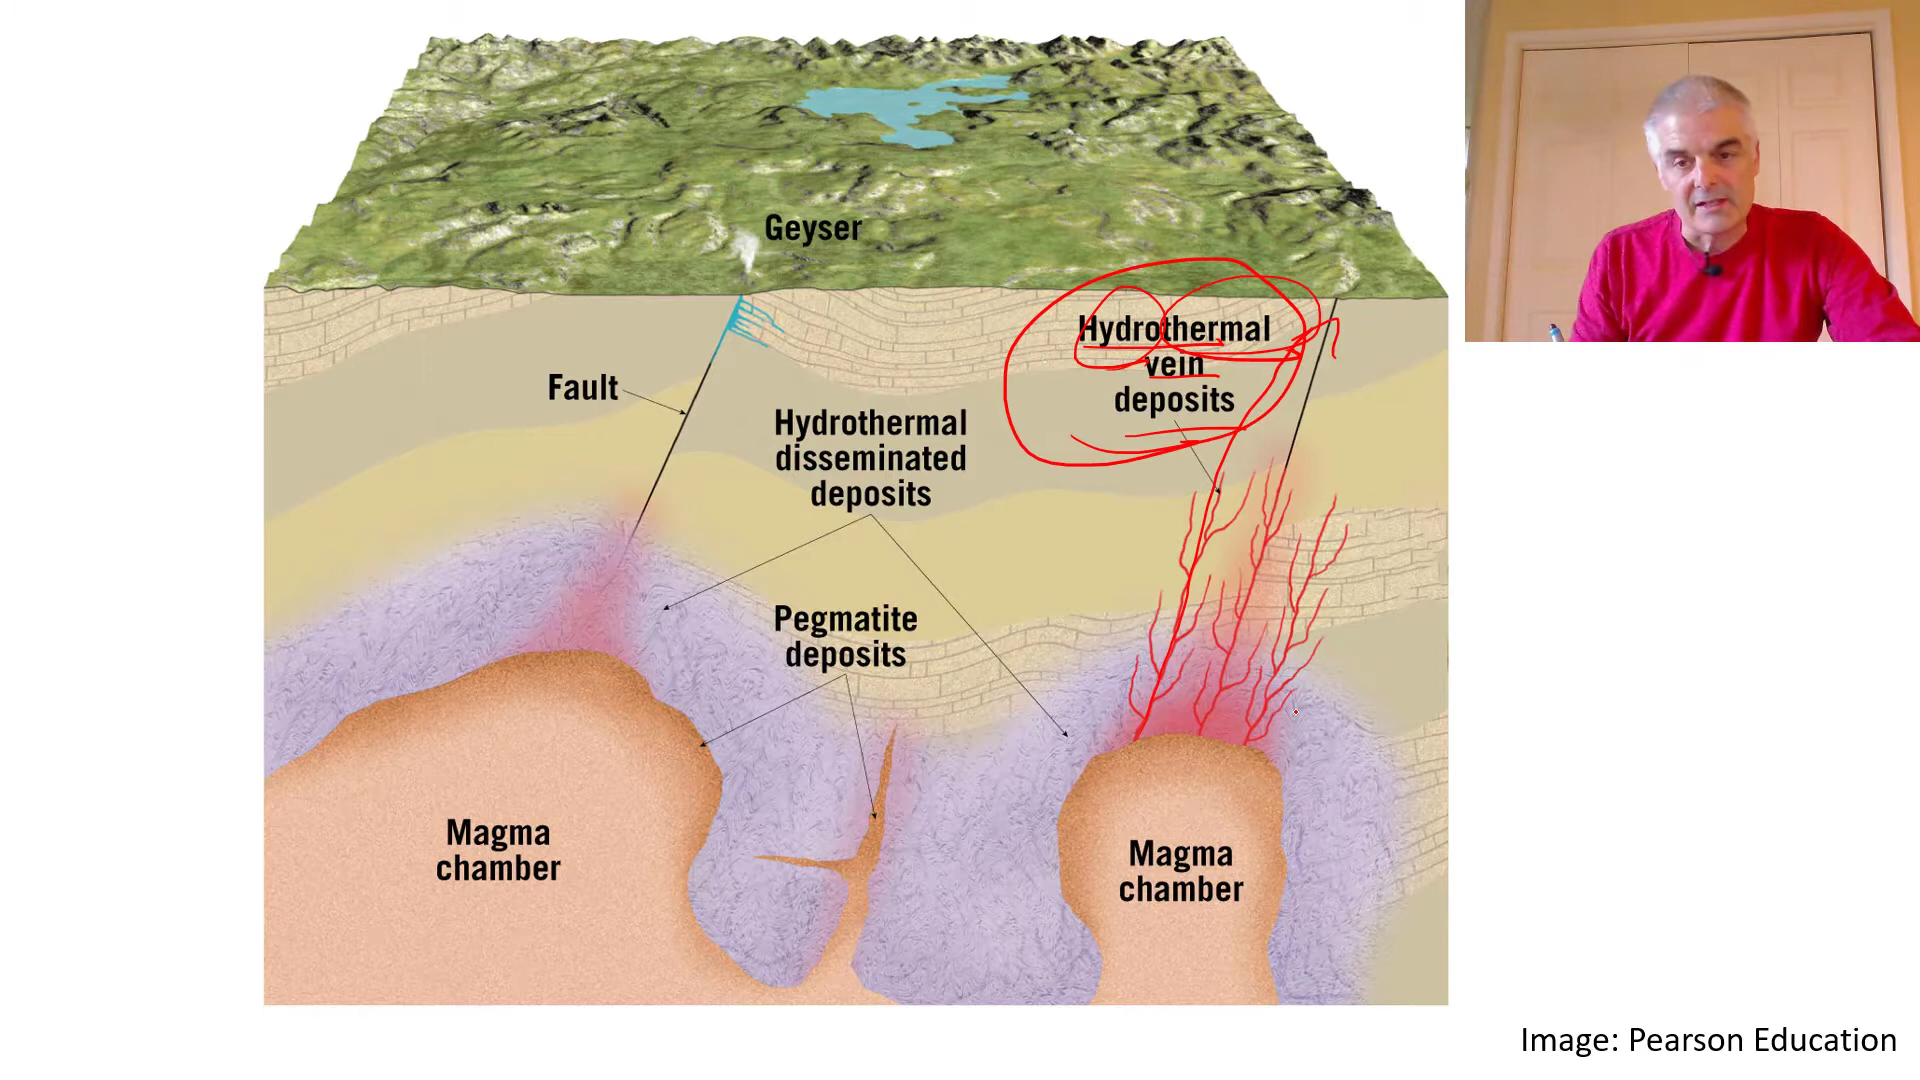 Geyser
Hydrothermal
vein
deposits
Fault
Hydrothermal
disseminated
deposits
Pegmatite
deposits
Magma
chamber
Magma
chamber
Image: Pearson Education